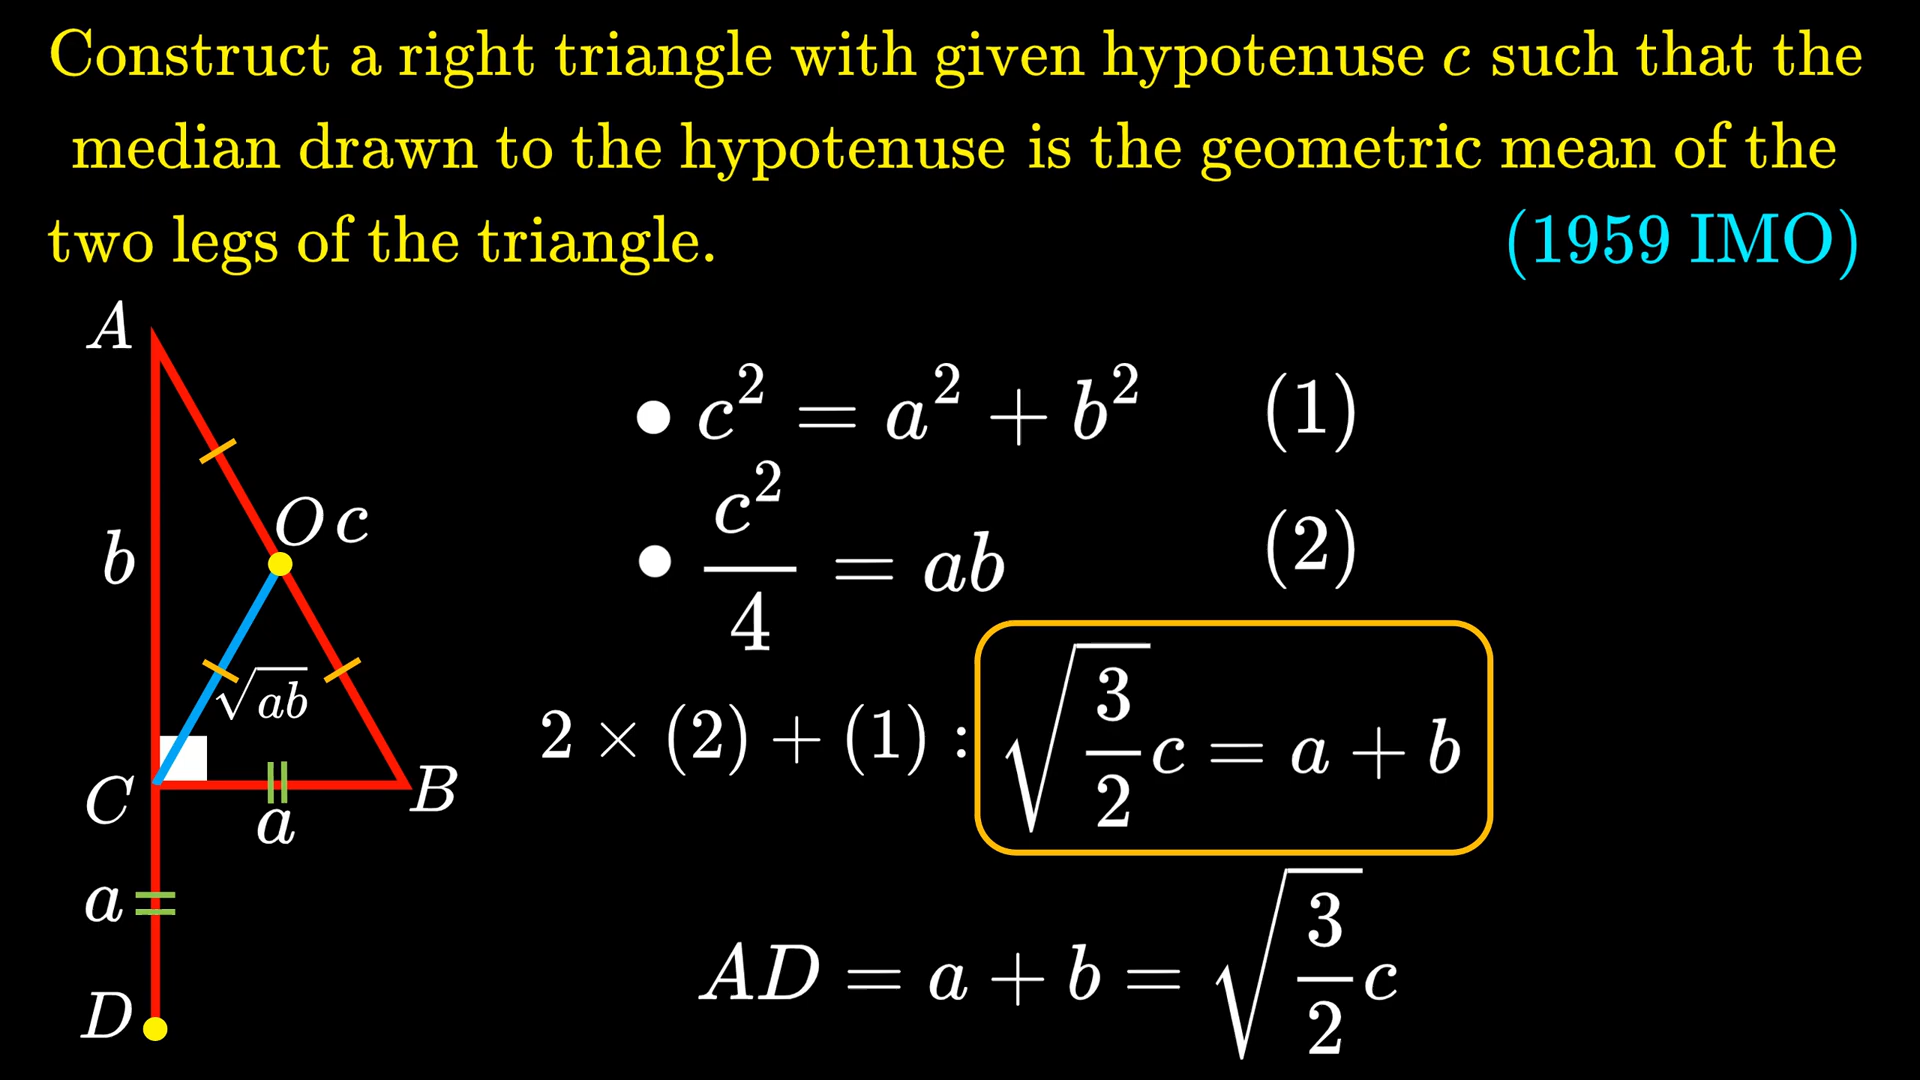 Construct a right triangle with given hypotenuse c such that the
median drawn to the hypotenuse is the geometric mean of the
two legs of the triangle. (1959 IMO)
A
• c² = a² + b² (1)
O c
b
• c²/4 = ab (2)
√ab
2 × (2) + (1) : √(3/2) c = a + b
C
B
a
a
AD = a + b = √(3/2) c
D